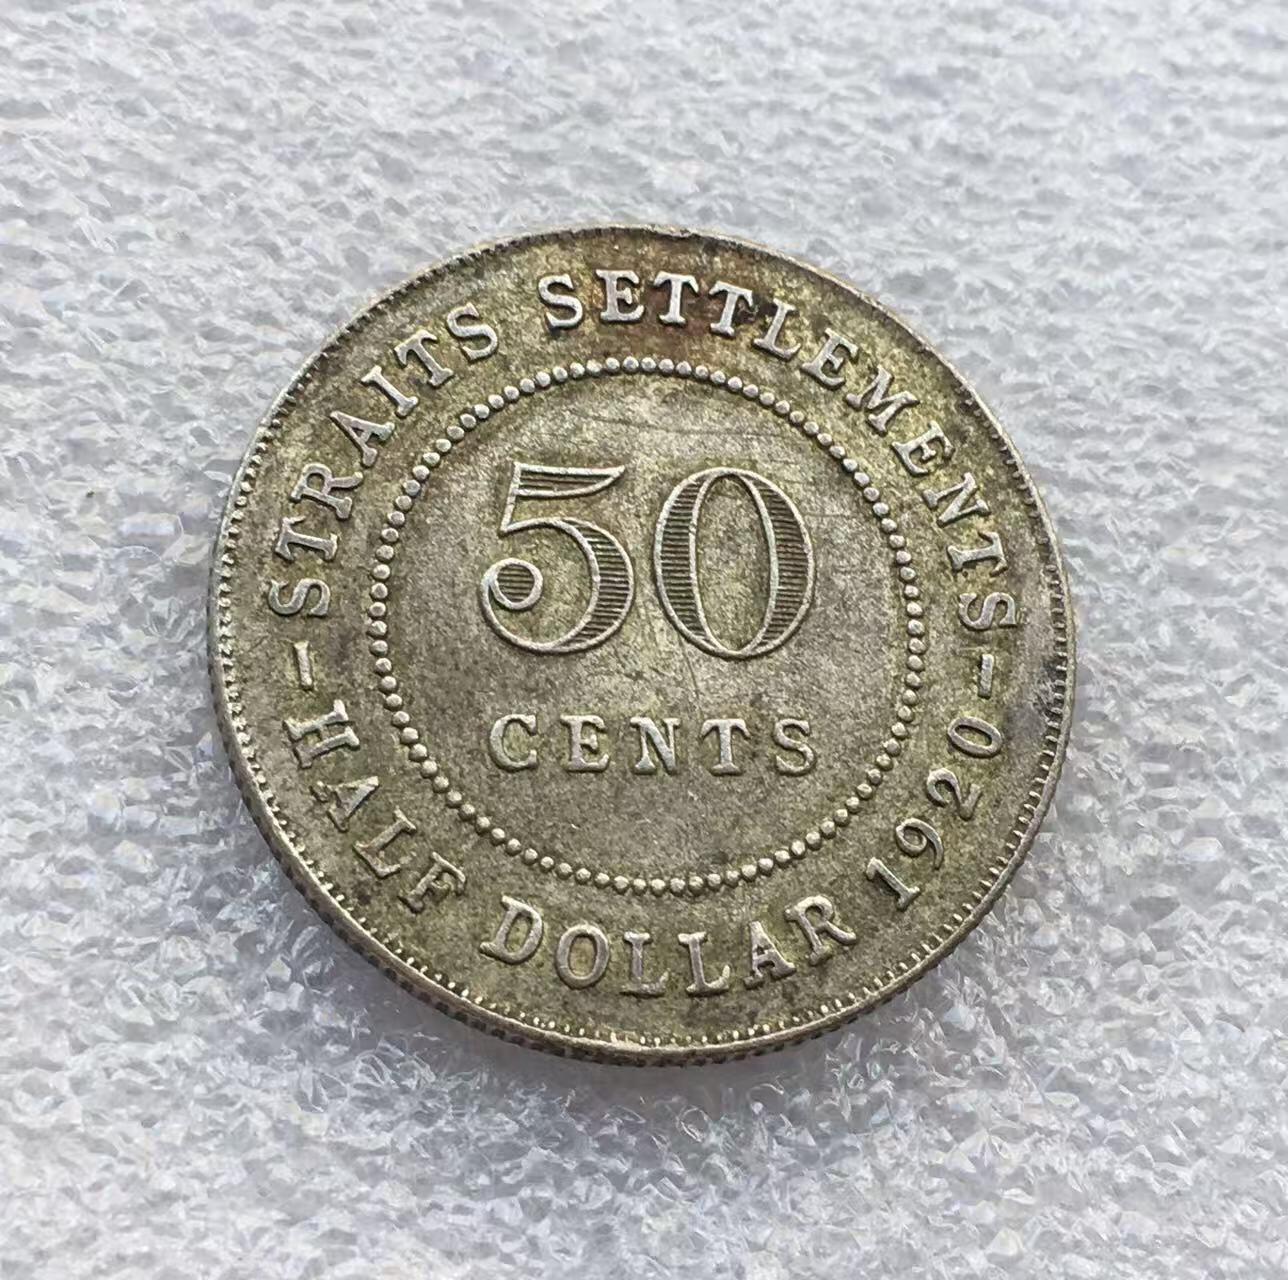 STRAITS SETTLEMENTS
50
CENTS
HALF DOLLAR 1920